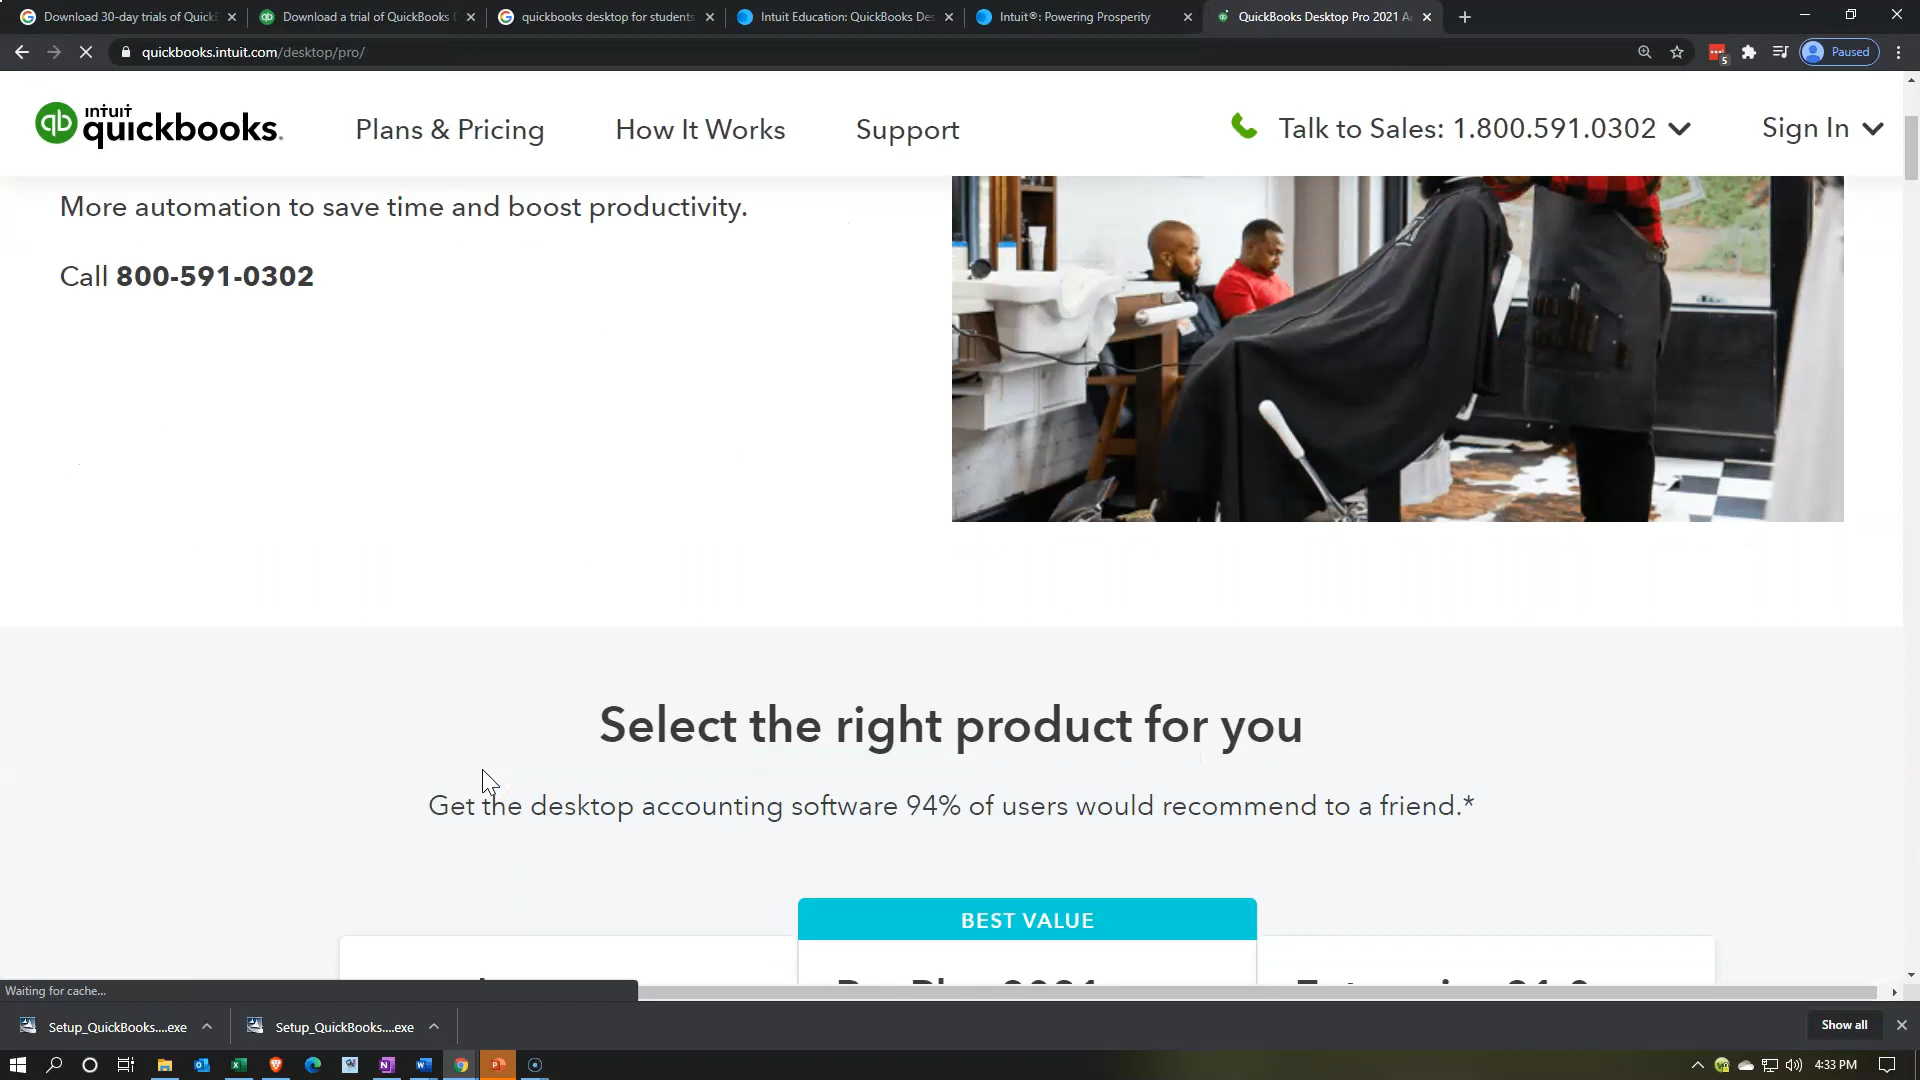 Download 30-day trials of QuickB
Download a trial of QuickBooks D
quickbooks desktop for students
Intuit Education: QuickBooks Des
Intuit®: Powering Prosperity
QuickBooks Desktop Pro 2021 A
quickbooks.intuit.com/desktop/pro/
5
Paused
INTUIT
quickbooks.
Plans & Pricing
How It Works
Support
Talk to Sales: 1.800.591.0302
Sign In
More automation to save time and boost productivity.
Call 800-591-0302
Select the right product for you
Get the desktop accounting software 94% of users would recommend to a friend.*
BEST VALUE
Waiting for cache...
Setup_QuickBooks....exe
Setup_QuickBooks....exe
Show all
4:33 PM